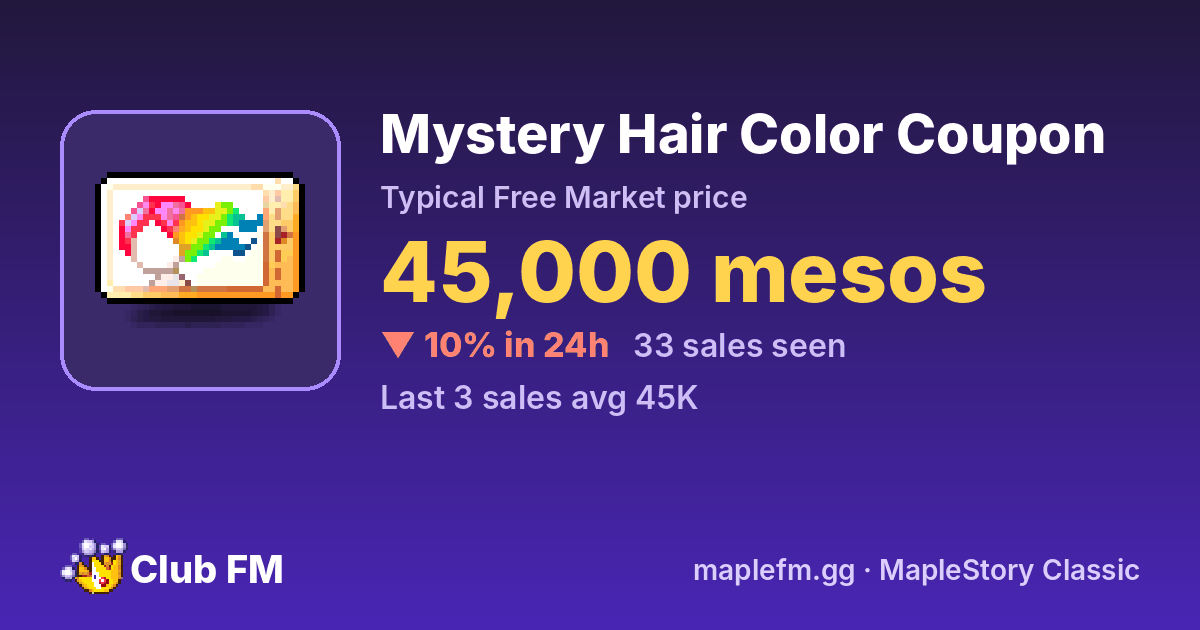 Mystery Hair Color Coupon
Typical Free Market price
45,000 mesos
▼ 10% in 24h 33 sales seen
Last 3 sales avg 45K
Club FM
maplefm.gg · MapleStory Classic